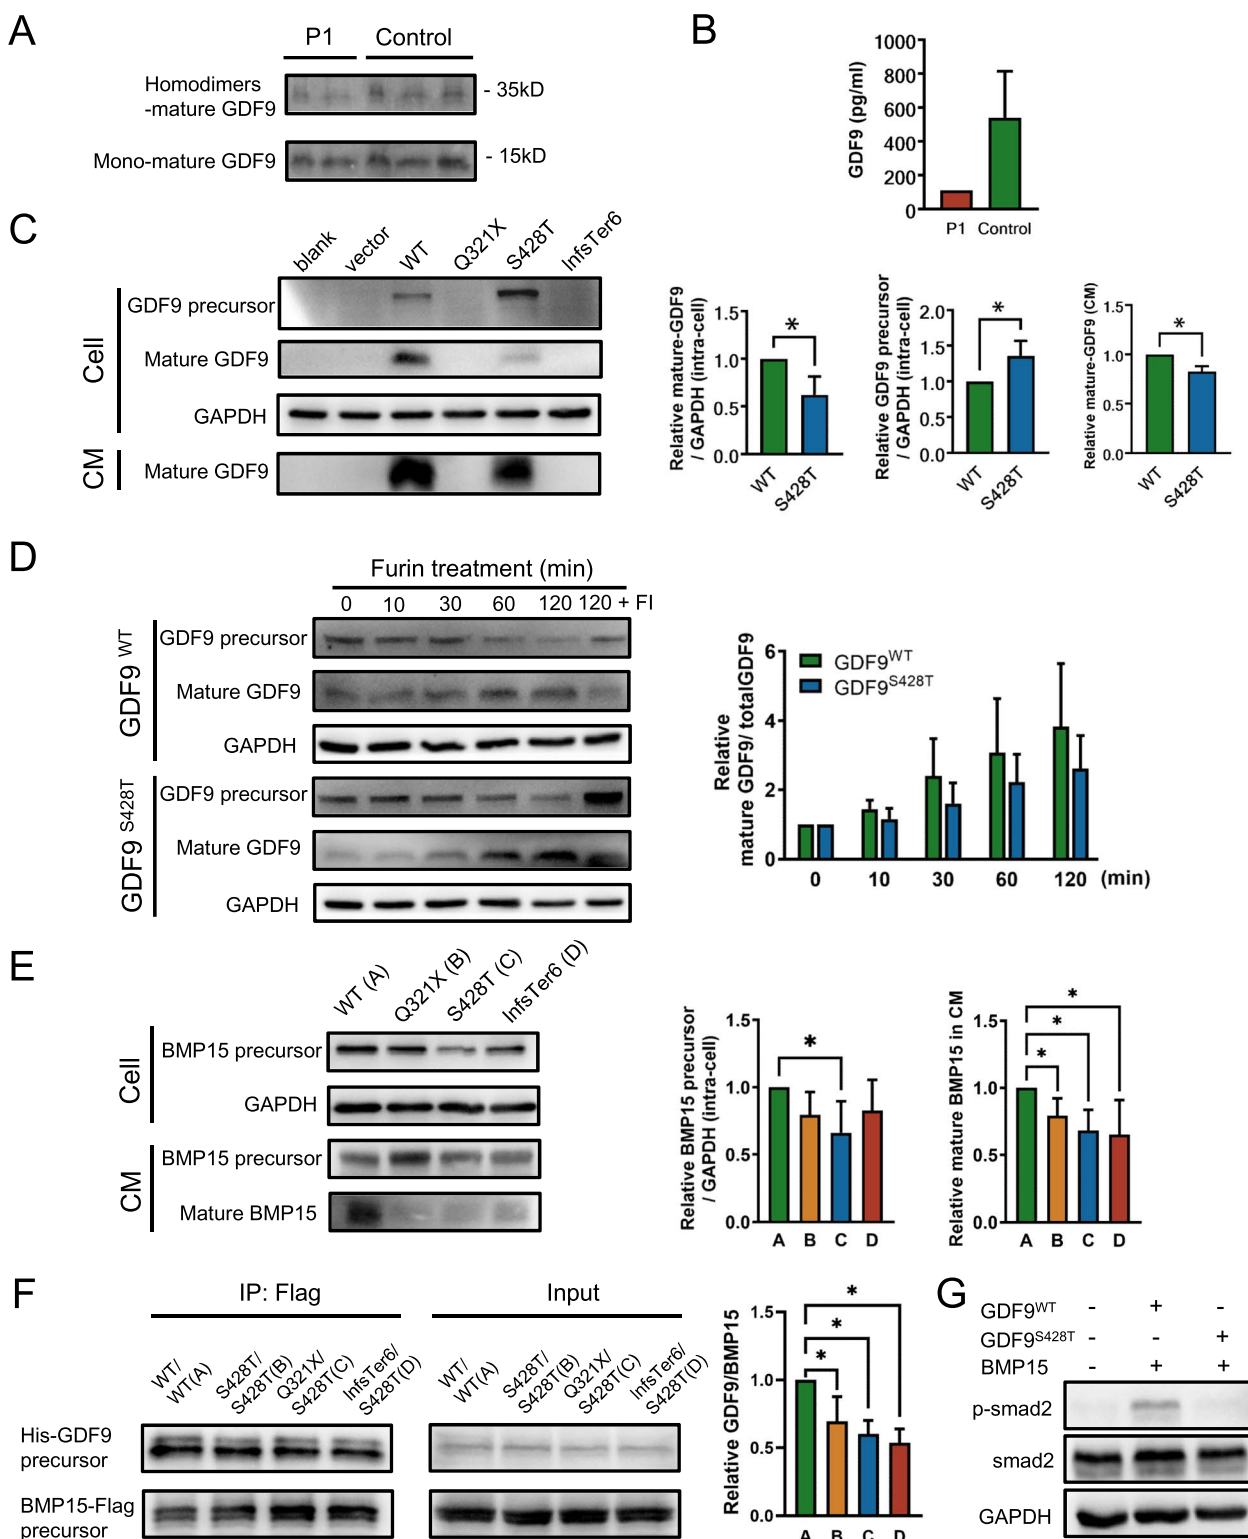 A
P1 Control
Homodimers
-mature GDF9
- 35kD
Mono-mature GDF9
- 15kD
B
GDF9 (pg/ml)
1000
800
600
400
200
0
P1 Control
C
blank vector WT Q321X S428T InfsTer6
Cell
GDF9 precursor
Mature GDF9
GAPDH
CM
Mature GDF9
Relative mature-GDF9
/ GAPDH (intra-cell)
1.5
1.0
0.5
0.0
*
WT S428T
Relative GDF9 precursor
/ GAPDH (intra-cell)
2.0
1.5
1.0
0.5
0.0
*
WT S428T
Relative mature-GDF9 (CM)
1.5
1.0
0.5
0.0
*
WT S428T
D
Furin treatment (min)
0 10 30 60 120 120 + FI
GDF9 WT
GDF9 precursor
Mature GDF9
GAPDH
GDF9 S428T
GDF9 precursor
Mature GDF9
GAPDH
Relative
mature GDF9/ totalGDF9
6
4
2
0
GDF9WT
GDF9S428T
0 10 30 60 120 (min)
E
WT (A) Q321X (B) S428T (C) InfsTer6 (D)
Cell
BMP15 precursor
GAPDH
CM
BMP15 precursor
Mature BMP15
Relative BMP15 precursor
/ GAPDH (intra-cell)
1.5
1.0
0.5
0.0
*
A B C D
Relative mature BMP15 in CM
1.5
1.0
0.5
0.0
*
*
*
A B C D
F
IP: Flag Input
WT/
WT(A)
S428T/
S428T(B)
Q321X/
S428T(C)
InfsTer6/
S428T(D)
WT/
WT(A)
S428T/
S428T(B)
Q321X/
S428T(C)
InfsTer6/
S428T(D)
His-GDF9
precursor
BMP15-Flag
precursor
Relative GDF9/BMP15
1.5
1.0
0.5
0.0
*
*
*
A B C D
G
GDF9WT - + -
GDF9S428T - - +
BMP15 - + +
p-smad2
smad2
GAPDH